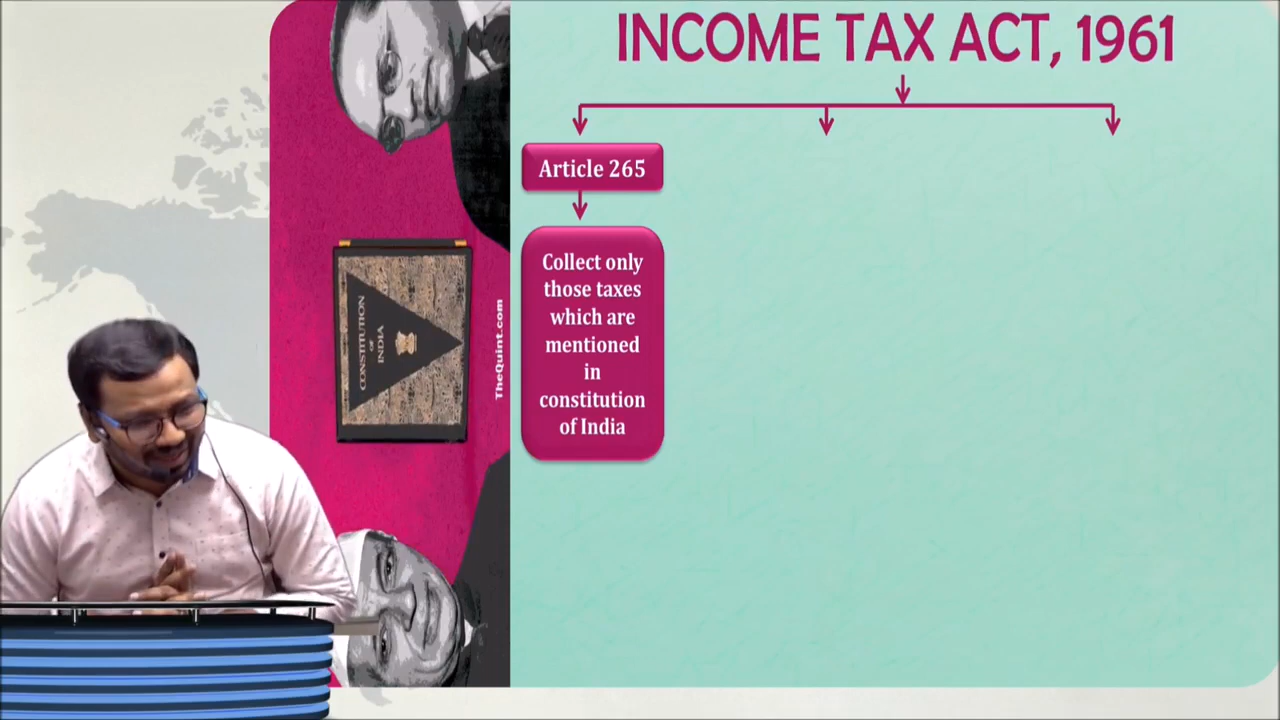 INCOME TAX ACT, 1961
Article 265
Collect only
those taxes
which are
mentioned
in
constitution
of India
CONSTITUTION
OF
INDIA
TheQuint.com